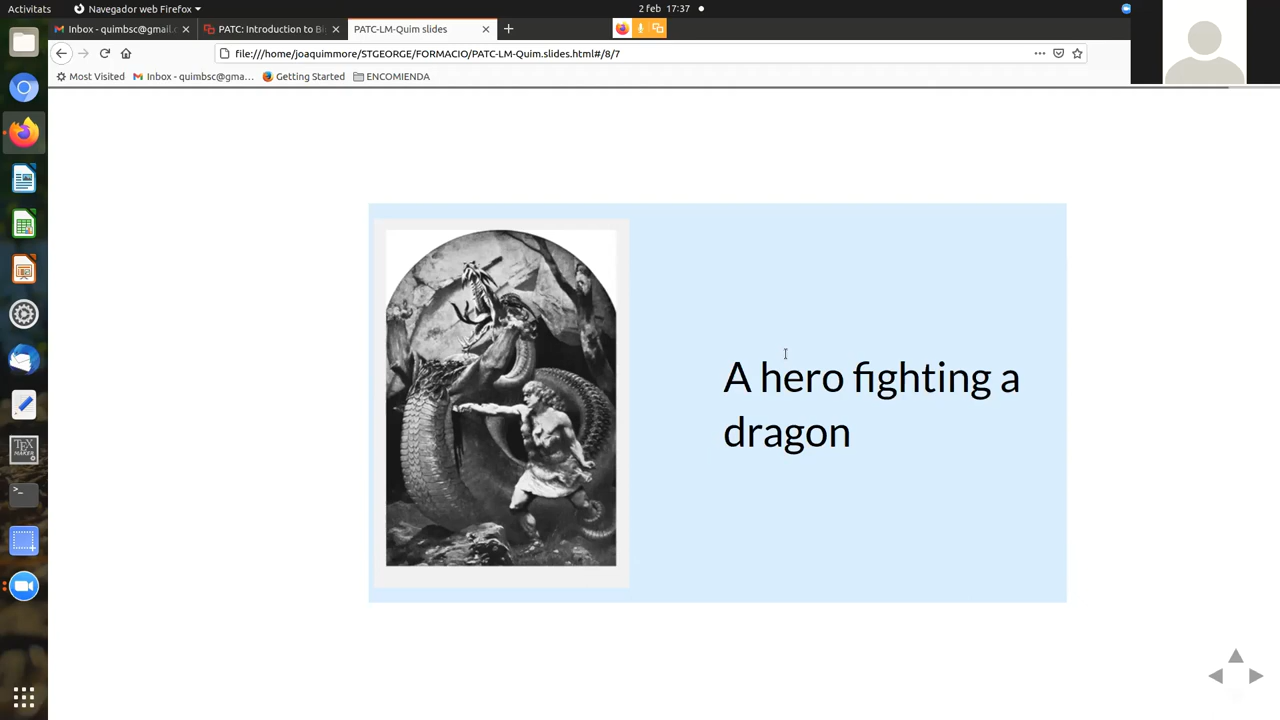 Activitats
Navegador web Firefox
2 feb 17:37
Inbox - quimbsc@gmail.c
PATC: Introduction to Bi
PATC-LM-Quim slides
file:///home/joaquimmore/STGEORGE/FORMACIO/PATC-LM-Quim.slides.html#/8/7
Most Visited
Inbox - quimbsc@gma...
Getting Started
ENCOMIENDA
A hero fighting a
dragon
TEX
MAKER